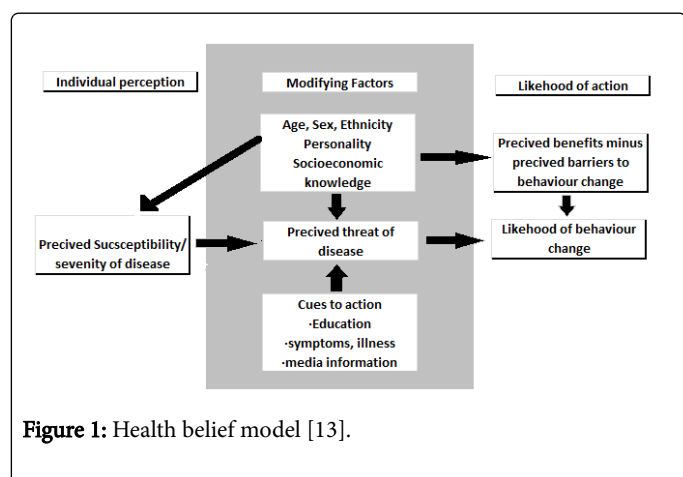 Individual perception
Modifying Factors
Likehood of action
Age, Sex, Ethnicity
Personality
Socioeconomic
knowledge
Precived benefits minus
precived barriers to
behaviour change
Precived Sucsceptibility/
sevenity of disease
Precived threat of
disease
Likelihood of behaviour
change
Cues to action
·Education
·symptoms, illness
·media information
Figure 1: Health belief model [13].